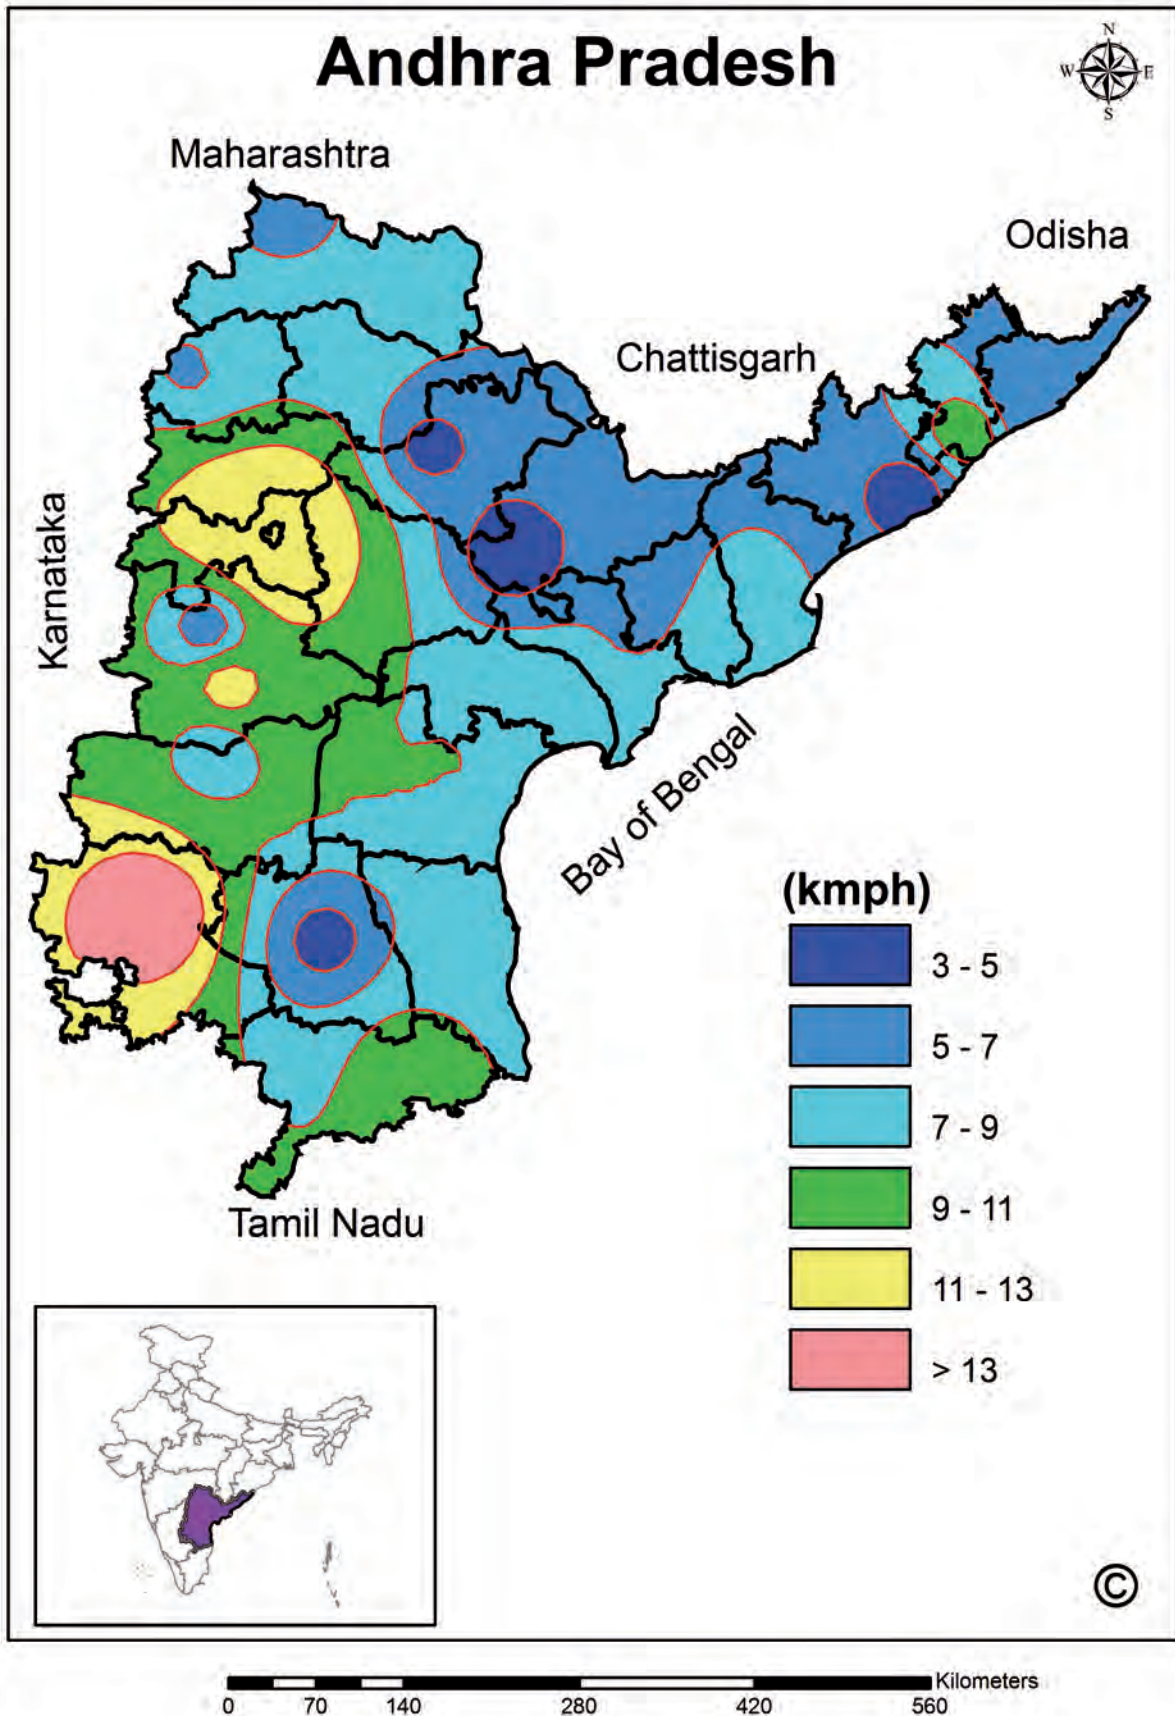 Andhra Pradesh
N
W
E
S
Maharashtra
Odisha
Chattisgarh
Karnataka
Bay of Bengal
(kmph)
3 - 5
5 - 7
7 - 9
9 - 11
11 - 13
> 13
Tamil Nadu
©
Kilometers
0 70 140 280 420 560